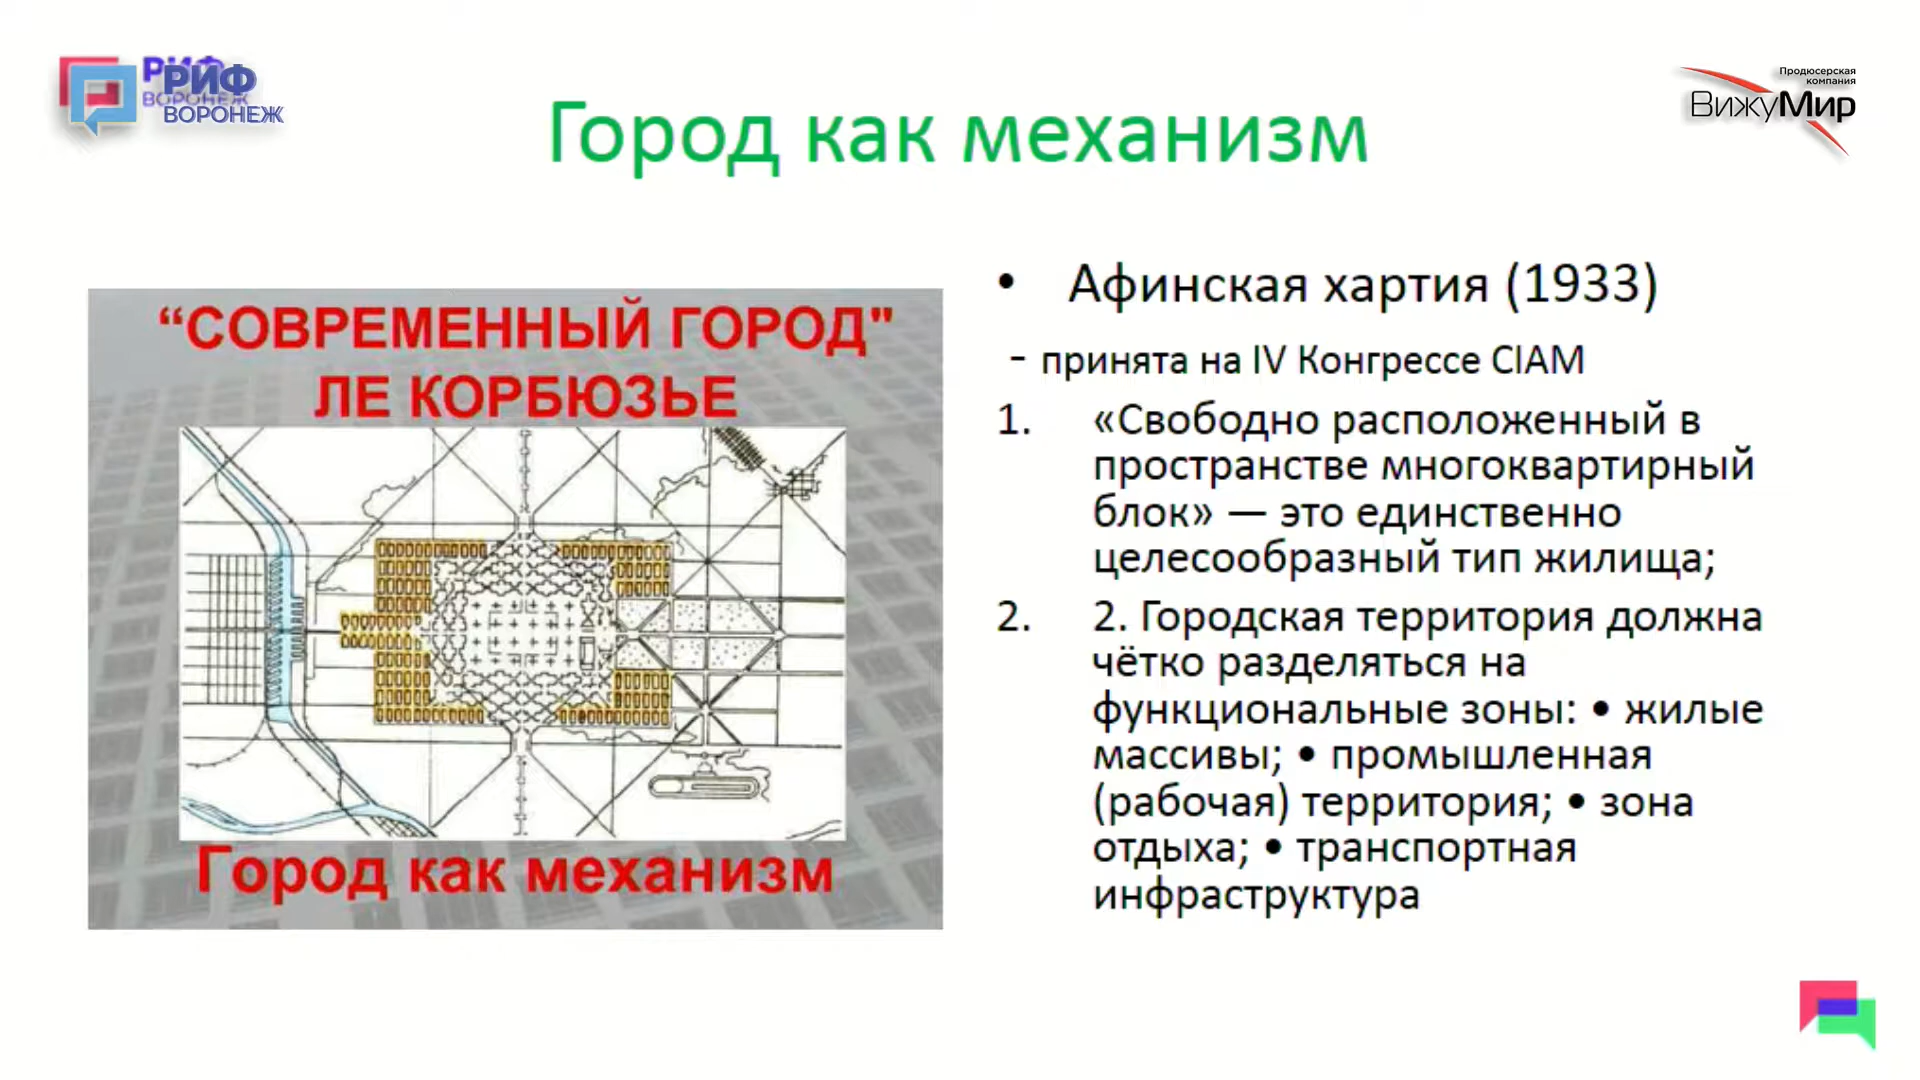 РИФ
ВОРОНЕЖ
РИФ
ВОРОНЕЖ
Продюсерская
компания
ВижуМир
Город как механизм
“СОВРЕМЕННЫЙ ГОРОД"
ЛЕ КОРБЮЗЬЕ
Город как механизм
• Афинская хартия (1933)
- принята на IV Конгрессе CIAM
1. «Свободно расположенный в
пространстве многоквартирный
блок» — это единственно
целесообразный тип жилища;
2. 2. Городская территория должна
чётко разделяться на
функциональные зоны: • жилые
массивы; • промышленная
(рабочая) территория; • зона
отдыха; • транспортная
инфраструктура